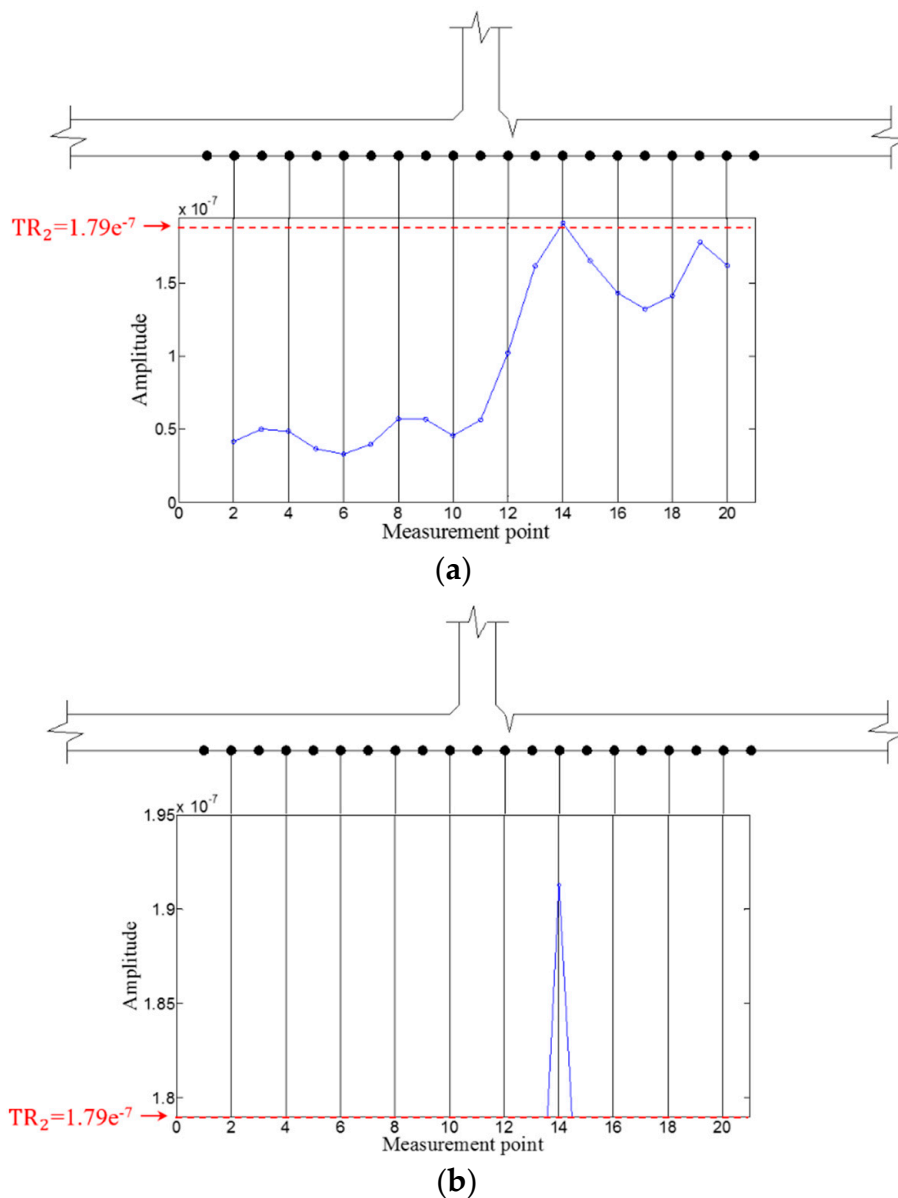 x 10⁻⁷
TR₂=1.79e⁻⁷
1.5
1
0.5
0
Amplitude
0 2 4 6 8 10 12 14 16 18 20
Measurement point
(a)
1.95 x 10⁻⁷
1.9
1.85
1.8
Amplitude
TR₂=1.79e⁻⁷
0 2 4 6 8 10 12 14 16 18 20
Measurement point
(b)